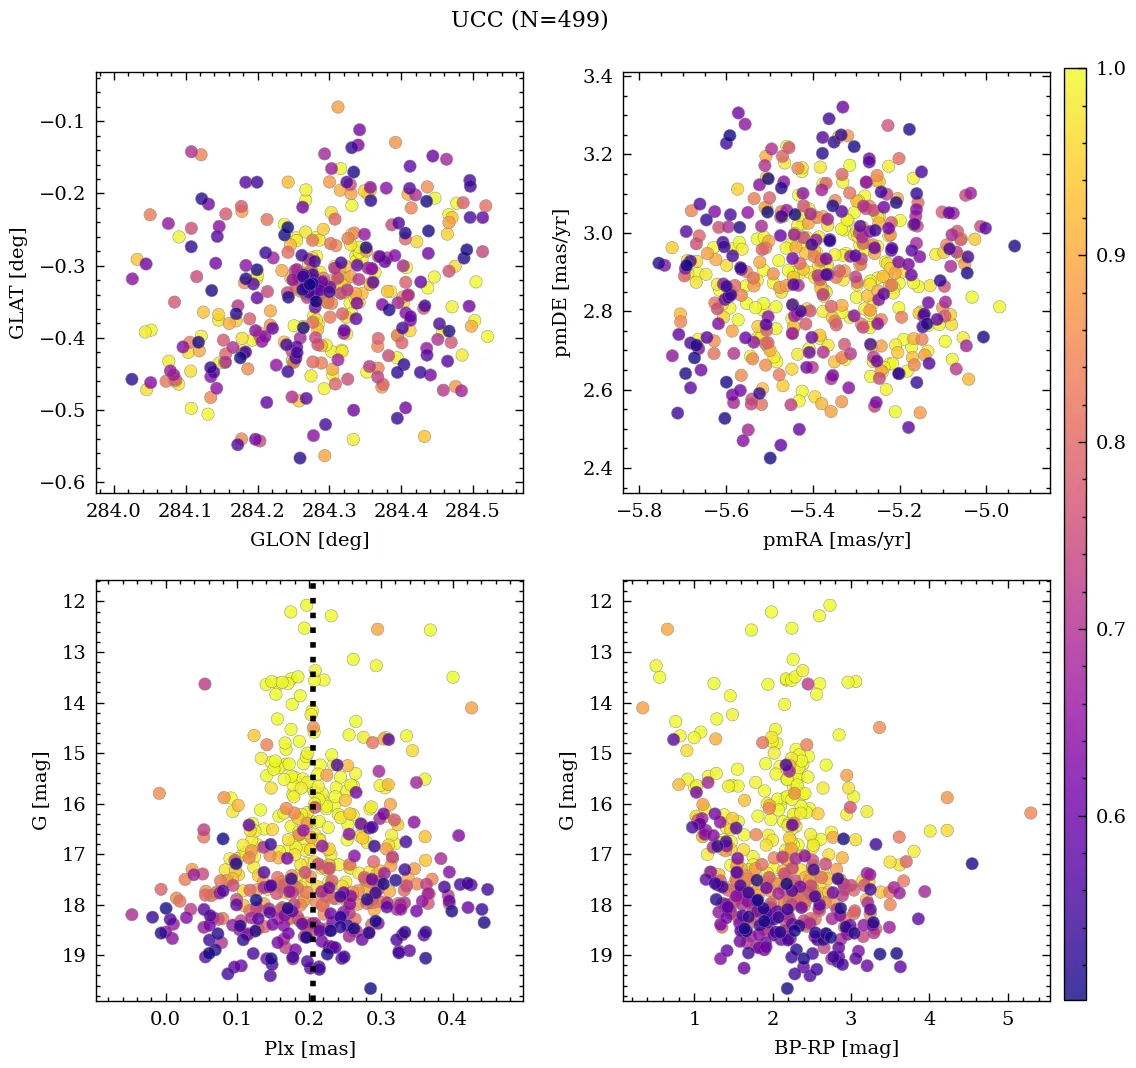 UCC (N=499)
−0.1
−0.2
−0.3
−0.4
−0.5
−0.6
GLAT [deg]
284.0 284.1 284.2 284.3 284.4 284.5
GLON [deg]
3.4
3.2
3.0
2.8
2.6
2.4
pmDE [mas/yr]
−5.8 −5.6 −5.4 −5.2 −5.0
pmRA [mas/yr]
1.0
0.9
0.8
0.7
0.6
12
13
14
15
16
17
18
19
G [mag]
0.0 0.1 0.2 0.3 0.4
Plx [mas]
12
13
14
15
16
17
18
19
G [mag]
1 2 3 4 5
BP-RP [mag]